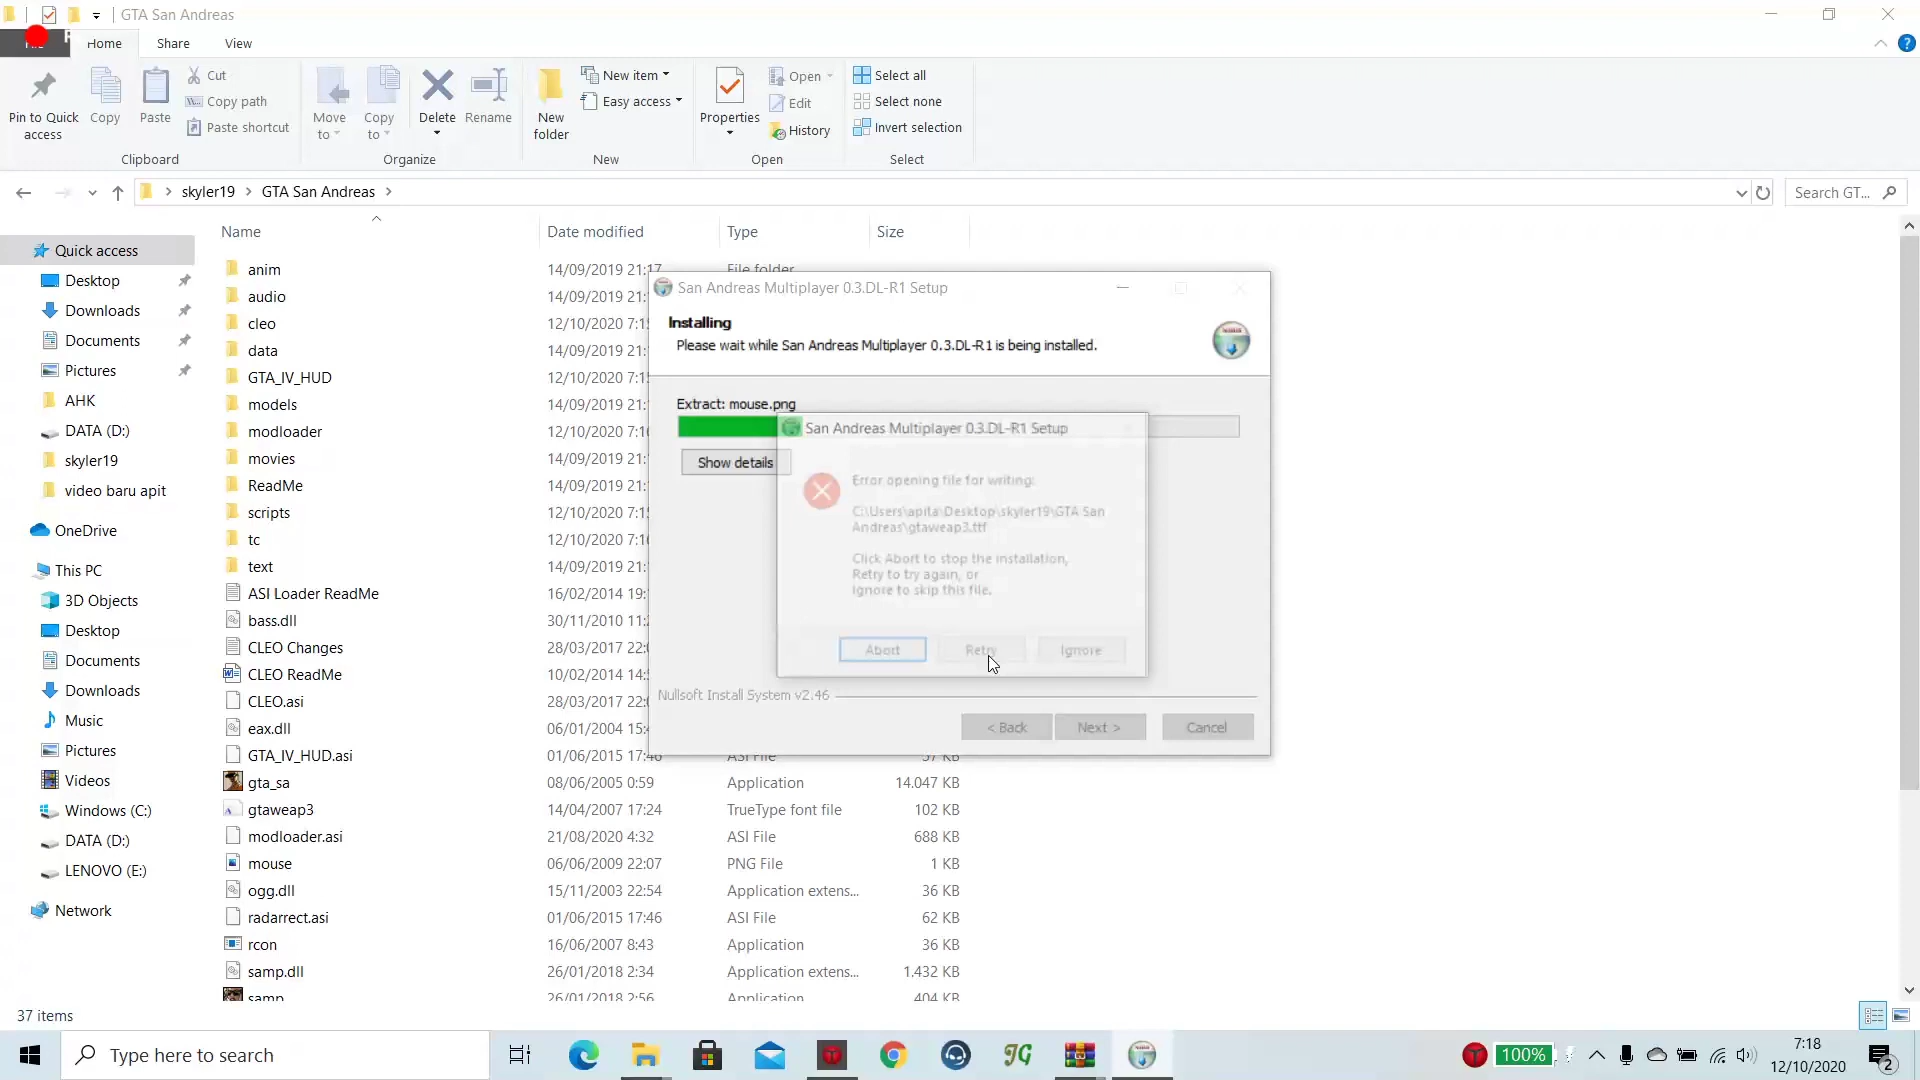 GTA San Andreas
Home
Share
View
Pin to Quick
access
Copy
Paste
Cut
Copy path
Paste shortcut
Clipboard
Move
to
Copy
to
Delete
Rename
Organize
New
folder
New item
Easy access
New
Properties
Open
Edit
History
Open
Select all
Select none
Invert selection
Select
skyler19
GTA San Andreas
Search GT...
Name
Date modified
Type
Size
Quick access
Desktop
Downloads
Documents
Pictures
AHK
DATA (D:)
skyler19
video baru apit
OneDrive
This PC
3D Objects
Desktop
Documents
Downloads
Music
Pictures
Videos
Windows (C:)
DATA (D:)
LENOVO (E:)
Network
anim 14/09/2019 21:17 File folder
audio 14/09/2019 21:
cleo 12/10/2020 7:15
data 14/09/2019 21:
GTA_IV_HUD 12/10/2020 7:15
models 14/09/2019 21:
modloader 12/10/2020 7:16
movies 14/09/2019 21:
ReadMe 14/09/2019 21:
scripts 12/10/2020 7:15
tc 12/10/2020 7:16
text 14/09/2019 21:
ASI Loader ReadMe 16/02/2014 19:
bass.dll 30/11/2010 11:
CLEO Changes 28/03/2017 22:
CLEO ReadMe 10/02/2014 14:
CLEO.asi 28/03/2017 22:
eax.dll 06/01/2004 15:
GTA_IV_HUD.asi 01/06/2015 17:46 ASI File 57 KB
gta_sa 08/06/2005 0:59 Application 14.047 KB
gtaweap3 14/04/2007 17:24 TrueType font file 102 KB
modloader.asi 21/08/2020 4:32 ASI File 688 KB
mouse 06/06/2009 22:07 PNG File 1 KB
ogg.dll 15/11/2003 22:54 Application extens... 36 KB
radarrect.asi 01/06/2015 17:46 ASI File 62 KB
rcon 16/06/2007 8:43 Application 36 KB
samp.dll 26/01/2018 2:34 Application extens... 1.432 KB
samp 26/01/2018 2:56 Application 404 KB
San Andreas Multiplayer 0.3.DL-R1 Setup
Installing
Please wait while San Andreas Multiplayer 0.3.DL-R1 is being installed.
Extract: mouse.png
Show details
San Andreas Multiplayer 0.3.DL-R1 Setup
Error opening file for writing:
C:\Users\apita\Desktop\skyler19\GTA San
Andreas\gtaweap3.ttf
Click Abort to stop the installation,
Retry to try again, or
Ignore to skip this file.
Abort
Retry
Ignore
Nullsoft Install System v2.46
< Back
Next >
Cancel
37 items
Type here to search
100%
7:18
12/10/2020
2